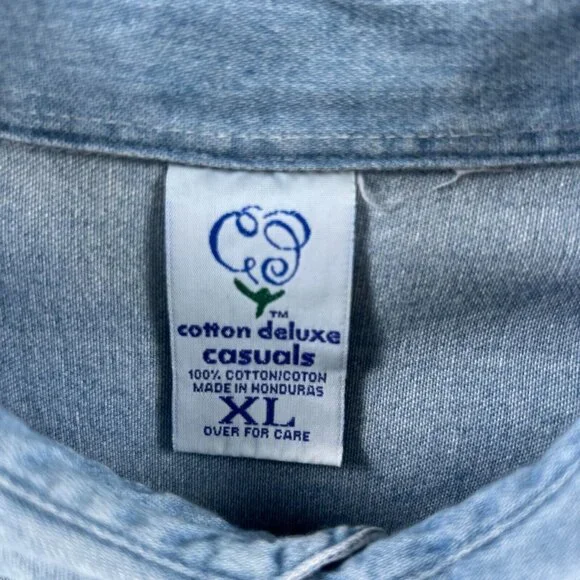 TM
cotton deluxe
casuals
100% COTTON/COTON
MADE IN HONDURAS
XL
OVER FOR CARE